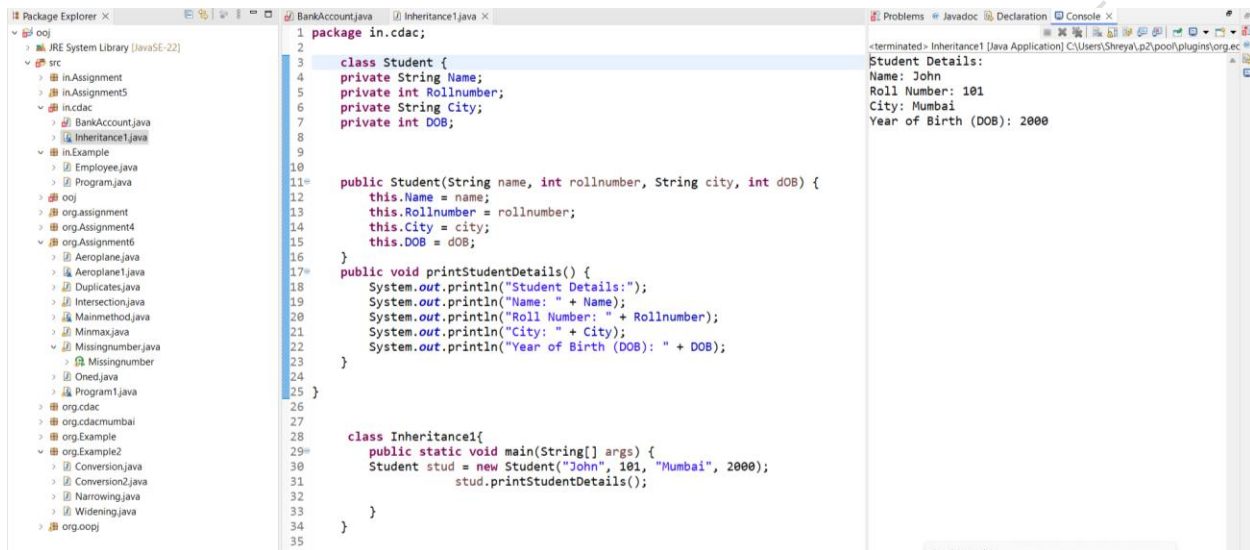 Package Explorer ×
ooj
JRE System Library [JavaSE-22]
src
in.Assignment
in.Assignment5
in.cdac
BankAccount.java
Inheritance1.java
in.Example
Employee.java
Program.java
ooj
org.assignment
org.Assignment4
org.Assignment6
Aeroplane.java
Aeroplane1.java
Duplicates.java
Intersection.java
Mainmethod.java
Minmax.java
Missingnumber.java
Missingnumber
Oned.java
Program1.java
org.cdac
org.cdacmumbai
org.Example
org.Example2
Conversion.java
Conversion2.java
Narrowing.java
Widening.java
org.oopj
BankAccount.java Inheritance1.java ×
1 package in.cdac;
2
3 class Student {
4 private String Name;
5 private int Rollnumber;
6 private String City;
7 private int DOB;
8
9
10
11 public Student(String name, int rollnumber, String city, int dOB) {
12 this.Name = name;
13 this.Rollnumber = rollnumber;
14 this.City = city;
15 this.DOB = dOB;
16 }
17 public void printStudentDetails() {
18 System.out.println("Student Details:");
19 System.out.println("Name: " + Name);
20 System.out.println("Roll Number: " + Rollnumber);
21 System.out.println("City: " + City);
22 System.out.println("Year of Birth (DOB): " + DOB);
23 }
24
25 }
26
27
28 class Inheritance1{
29 public static void main(String[] args) {
30 Student stud = new Student("John", 101, "Mumbai", 2000);
31 stud.printStudentDetails();
32
33 }
34 }
35
Problems @ Javadoc Declaration Console ×
<terminated> Inheritance1 [Java Application] C:\Users\Shreya\.p2\pool\plugins\org.ec
Student Details:
Name: John
Roll Number: 101
City: Mumbai
Year of Birth (DOB): 2000